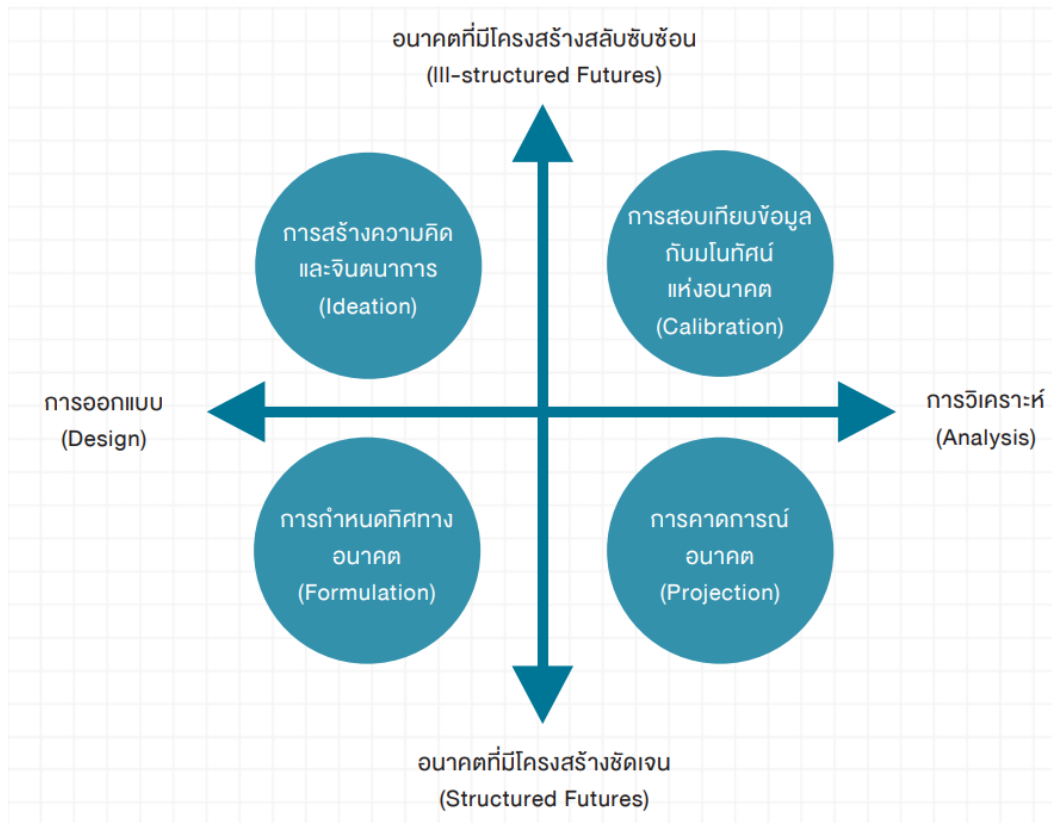 อนาคตที่มีโครงสร้างสลับซับซ้อน
(Ill-structured Futures)
การสร้างความคิด
และจินตนาการ
(Ideation)
การสอบเทียบข้อมูล
กับมโนทัศน์
แห่งอนาคต
(Calibration)
การออกแบบ
(Design)
การวิเคราะห์
(Analysis)
การกำหนดทิศทาง
อนาคต
(Formulation)
การคาดการณ์
อนาคต
(Projection)
อนาคตที่มีโครงสร้างชัดเจน
(Structured Futures)